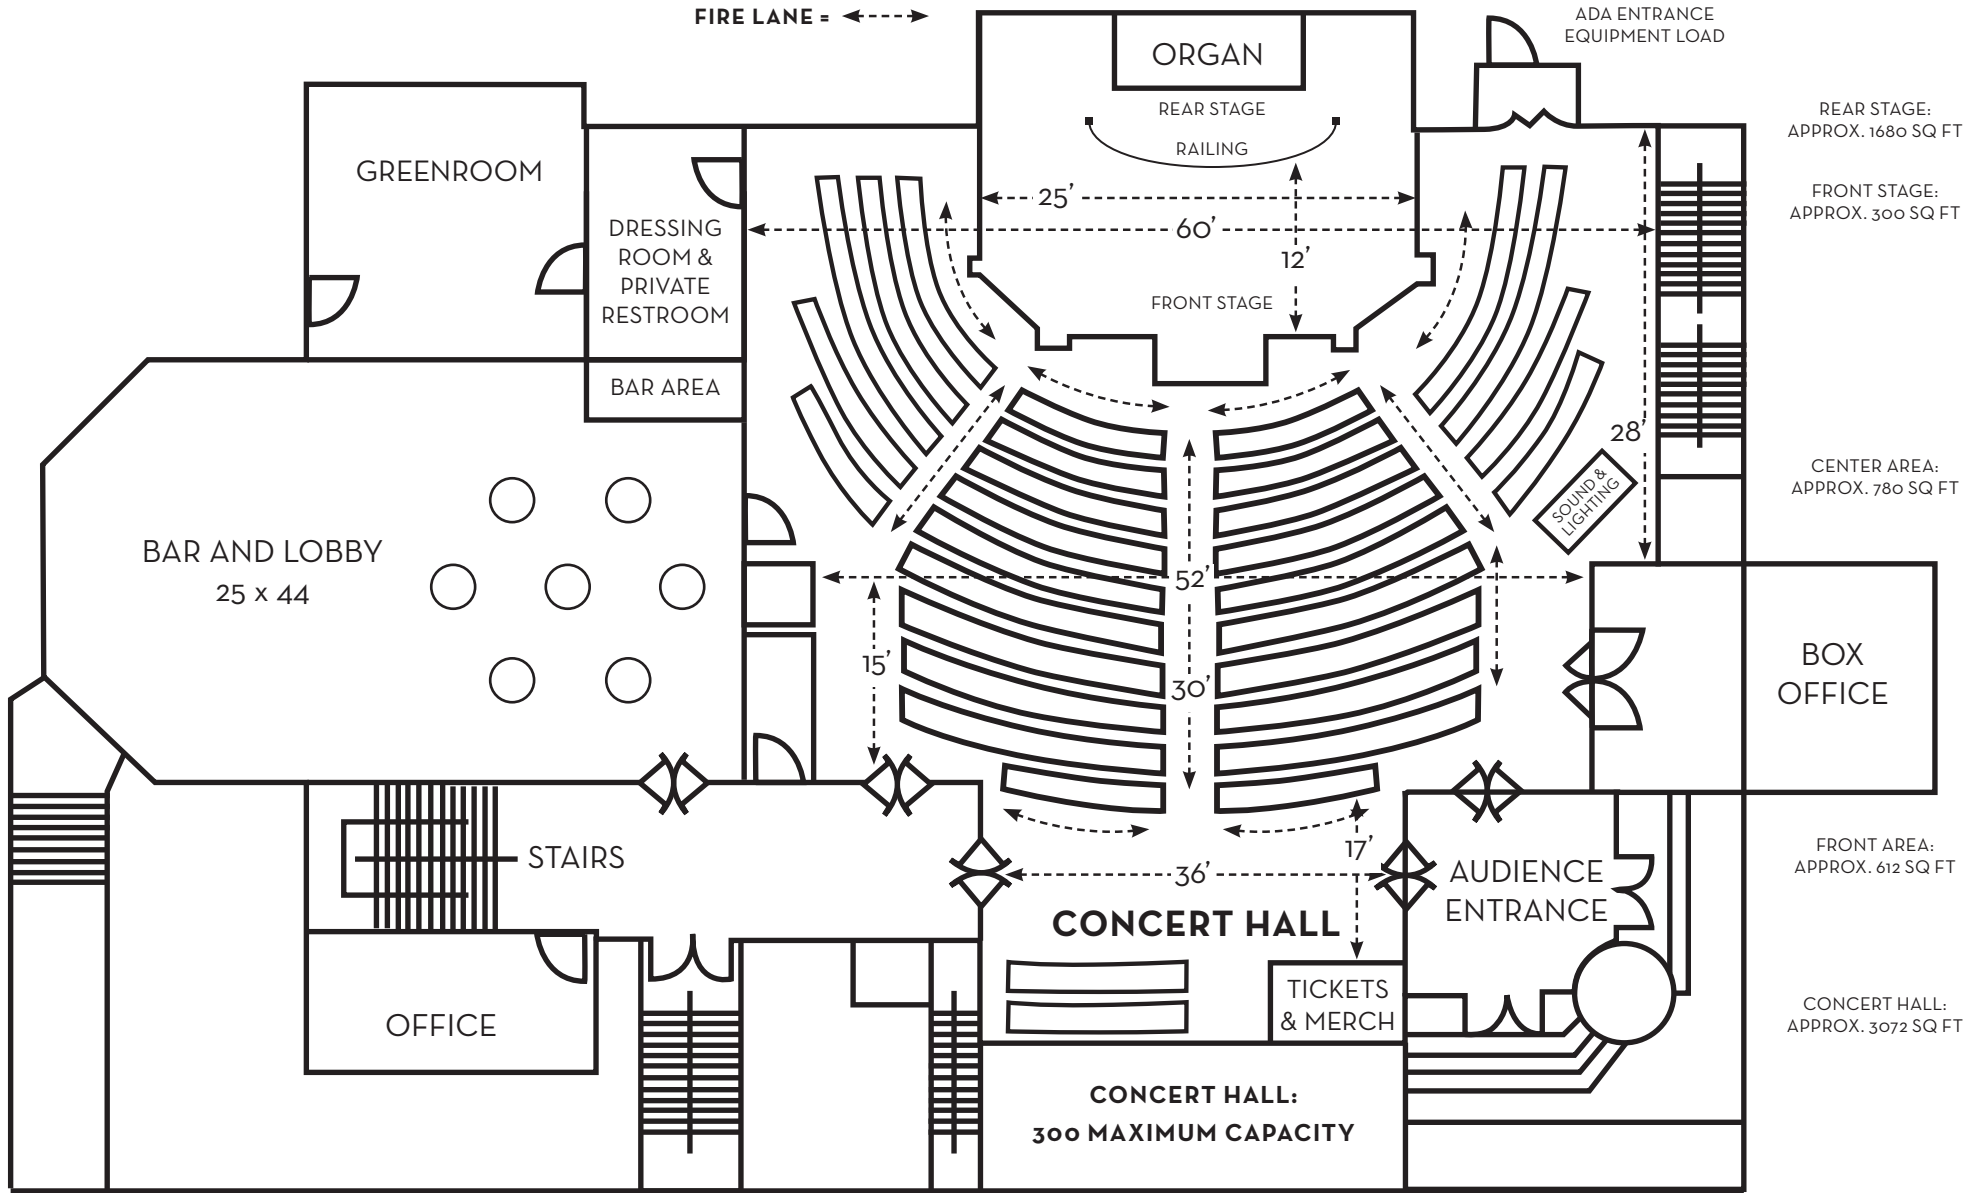 FIRE LANE =
ADA ENTRANCE
EQUIPMENT LOAD
ORGAN
REAR STAGE
RAILING
REAR STAGE:
APPROX. 1680 SQ FT
GREENROOM
25’
FRONT STAGE:
APPROX. 300 SQ FT
DRESSING
ROOM &
PRIVATE
RESTROOM
60’
12’
FRONT STAGE
BAR AREA
28’
SOUND &
LIGHTING
CENTER AREA:
APPROX. 780 SQ FT
BAR AND LOBBY
25 x 44
52’
15’
30’
BOX
OFFICE
STAIRS
17’
36’
AUDIENCE
ENTRANCE
FRONT AREA:
APPROX. 612 SQ FT
CONCERT HALL
TICKETS
& MERCH
OFFICE
CONCERT HALL:
APPROX. 3072 SQ FT
CONCERT HALL:
300 MAXIMUM CAPACITY